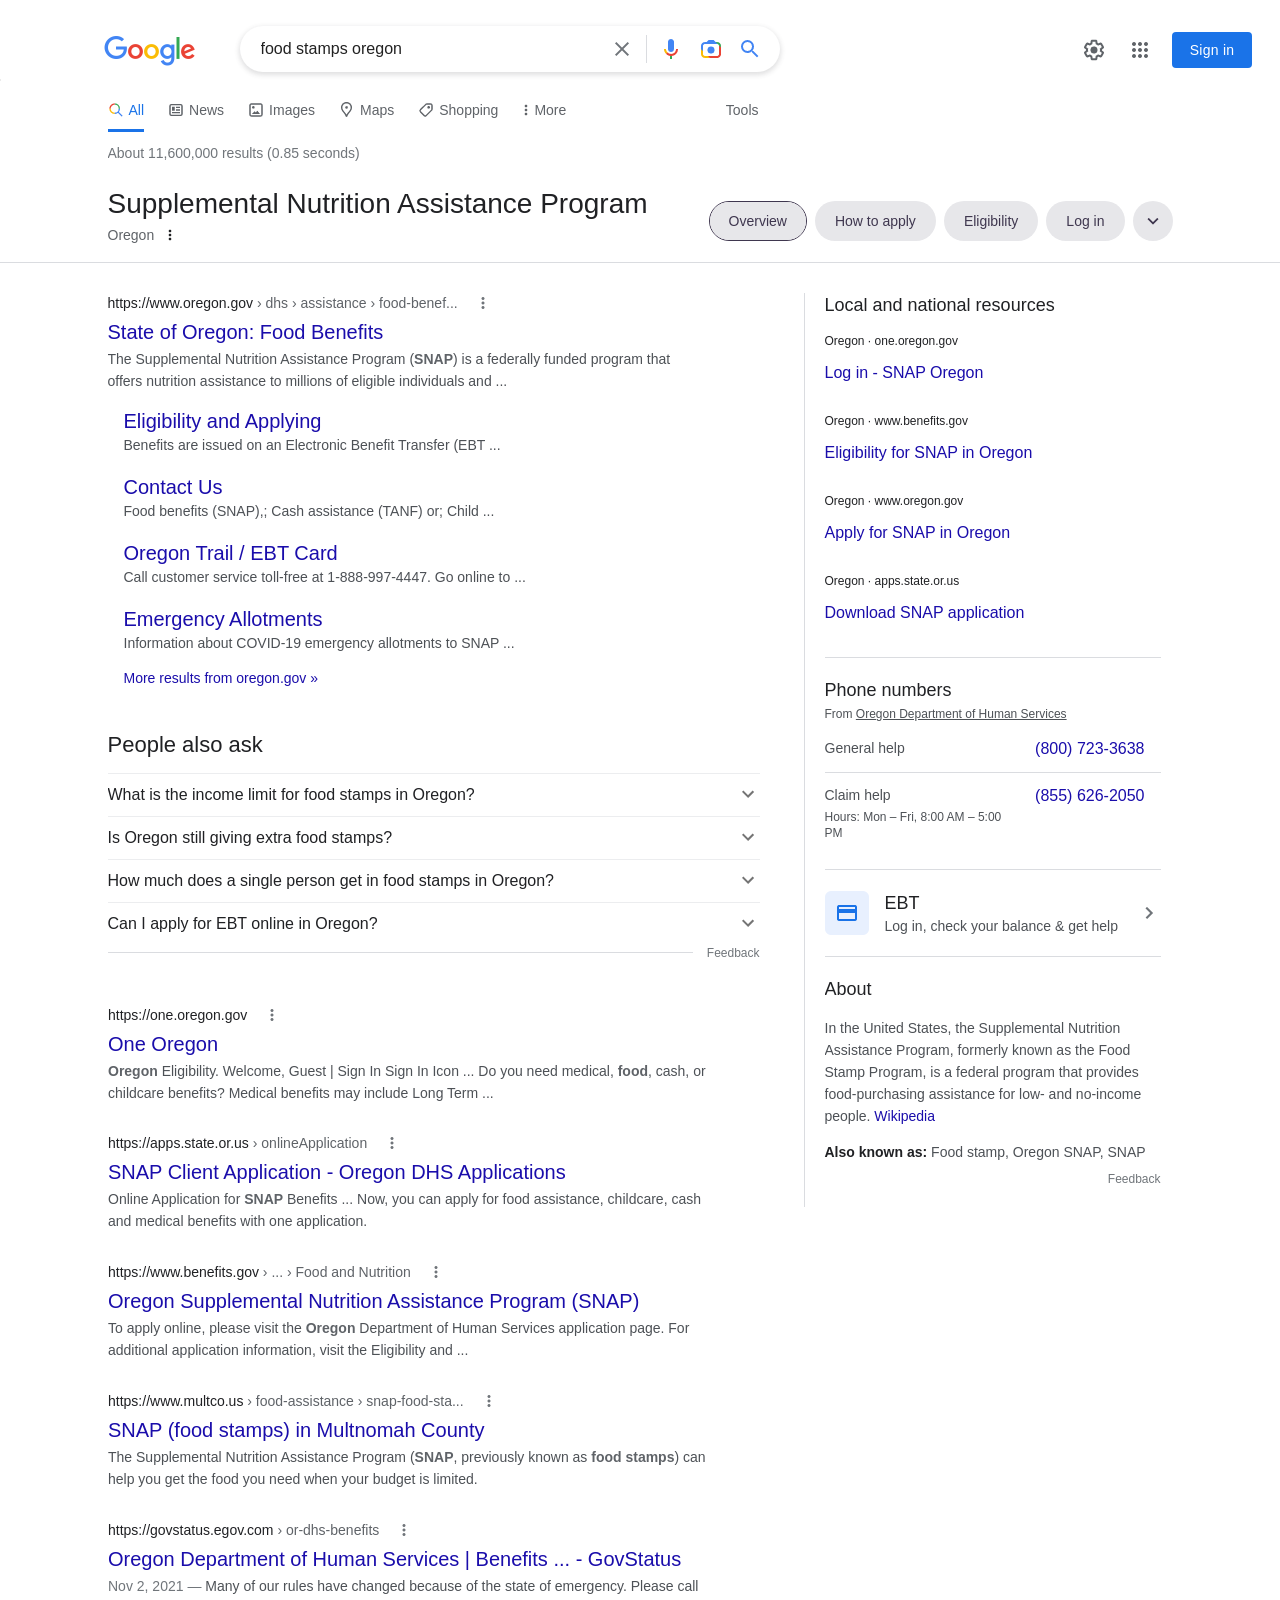 Google
food stamps oregon
Sign in
All
News
Images
Maps
Shopping
More
Tools
About 11,600,000 results (0.85 seconds)
Supplemental Nutrition Assistance Program
Oregon
Overview
How to apply
Eligibility
Log in
https://www.oregon.gov › dhs › assistance › food-benef...
State of Oregon: Food Benefits
The Supplemental Nutrition Assistance Program (SNAP) is a federally funded program that
offers nutrition assistance to millions of eligible individuals and ...
Eligibility and Applying
Benefits are issued on an Electronic Benefit Transfer (EBT ...
Contact Us
Food benefits (SNAP),; Cash assistance (TANF) or; Child ...
Oregon Trail / EBT Card
Call customer service toll-free at 1-888-997-4447. Go online to ...
Emergency Allotments
Information about COVID-19 emergency allotments to SNAP ...
More results from oregon.gov »
People also ask
What is the income limit for food stamps in Oregon?
Is Oregon still giving extra food stamps?
How much does a single person get in food stamps in Oregon?
Can I apply for EBT online in Oregon?
Feedback
https://one.oregon.gov
One Oregon
Oregon Eligibility. Welcome, Guest | Sign In Sign In Icon ... Do you need medical, food, cash, or
childcare benefits? Medical benefits may include Long Term ...
https://apps.state.or.us › onlineApplication
SNAP Client Application - Oregon DHS Applications
Online Application for SNAP Benefits ... Now, you can apply for food assistance, childcare, cash
and medical benefits with one application.
https://www.benefits.gov › ... › Food and Nutrition
Oregon Supplemental Nutrition Assistance Program (SNAP)
To apply online, please visit the Oregon Department of Human Services application page. For
additional application information, visit the Eligibility and ...
https://www.multco.us › food-assistance › snap-food-sta...
SNAP (food stamps) in Multnomah County
The Supplemental Nutrition Assistance Program (SNAP, previously known as food stamps) can
help you get the food you need when your budget is limited.
https://govstatus.egov.com › or-dhs-benefits
Oregon Department of Human Services | Benefits ... - GovStatus
Nov 2, 2021 — Many of our rules have changed because of the state of emergency. Please call
Local and national resources
Oregon · one.oregon.gov
Log in - SNAP Oregon
Oregon · www.benefits.gov
Eligibility for SNAP in Oregon
Oregon · www.oregon.gov
Apply for SNAP in Oregon
Oregon · apps.state.or.us
Download SNAP application
Phone numbers
From Oregon Department of Human Services
General help
(800) 723-3638
Claim help
(855) 626-2050
Hours: Mon – Fri, 8:00 AM – 5:00
PM
EBT
Log in, check your balance & get help
About
In the United States, the Supplemental Nutrition
Assistance Program, formerly known as the Food
Stamp Program, is a federal program that provides
food-purchasing assistance for low- and no-income
people. Wikipedia
Also known as: Food stamp, Oregon SNAP, SNAP
Feedback